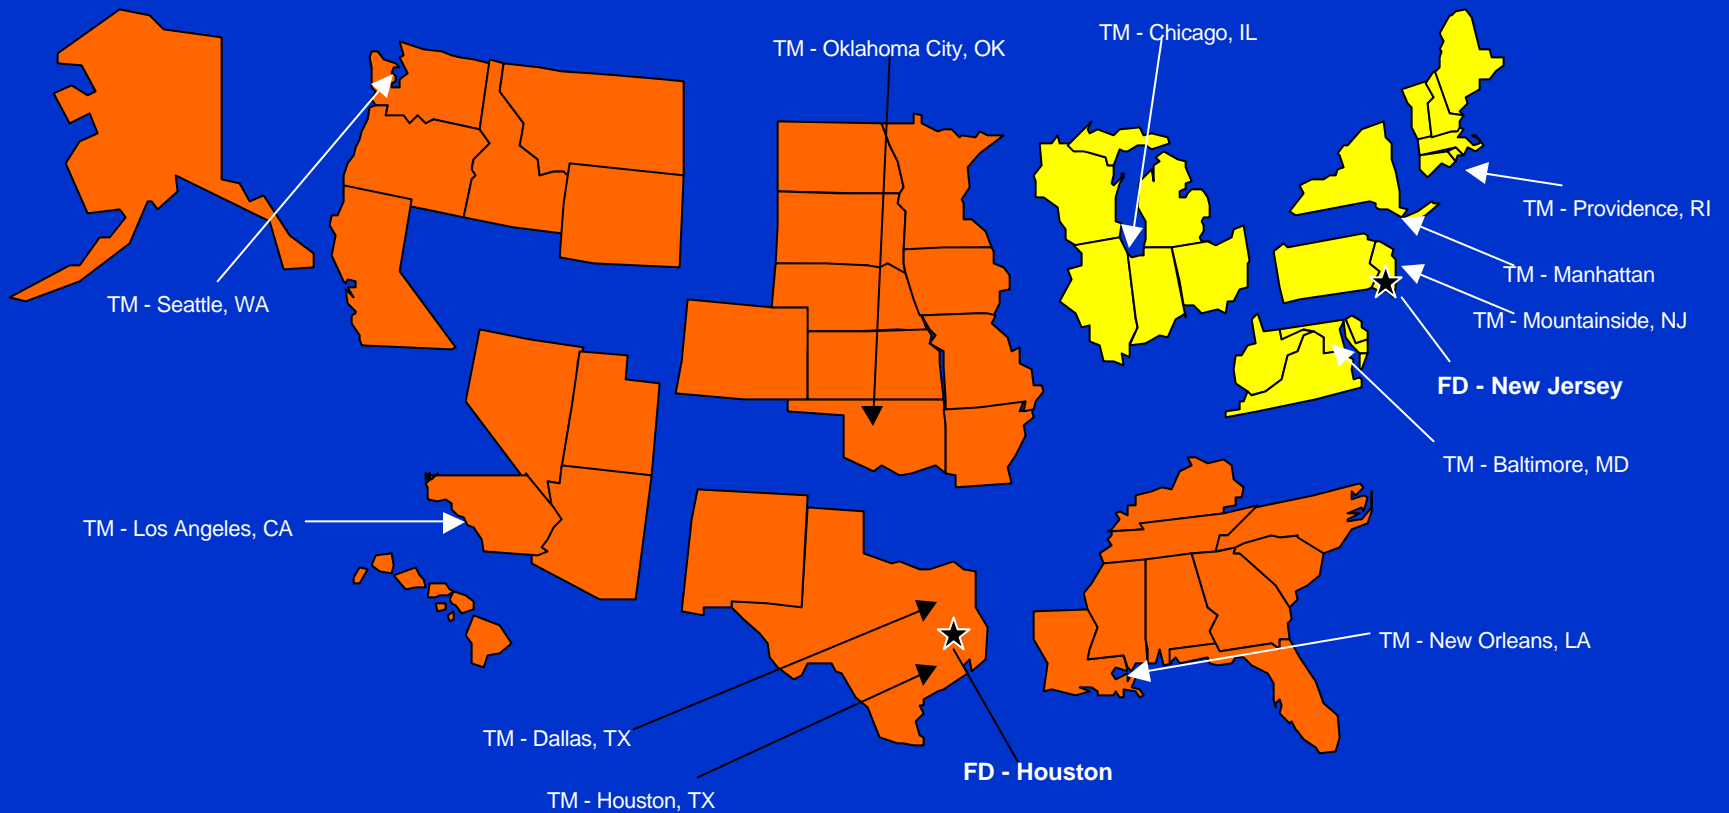 TM - Chicago, IL
TM - Oklahoma City, OK
TM - Providence, RI
TM - Manhattan
TM - Seattle, WA
TM - Mountainside, NJ
FD - New Jersey
TM - Baltimore, MD
TM - Los Angeles, CA
TM - New Orleans, LA
TM - Dallas, TX
FD - Houston
TM - Houston, TX